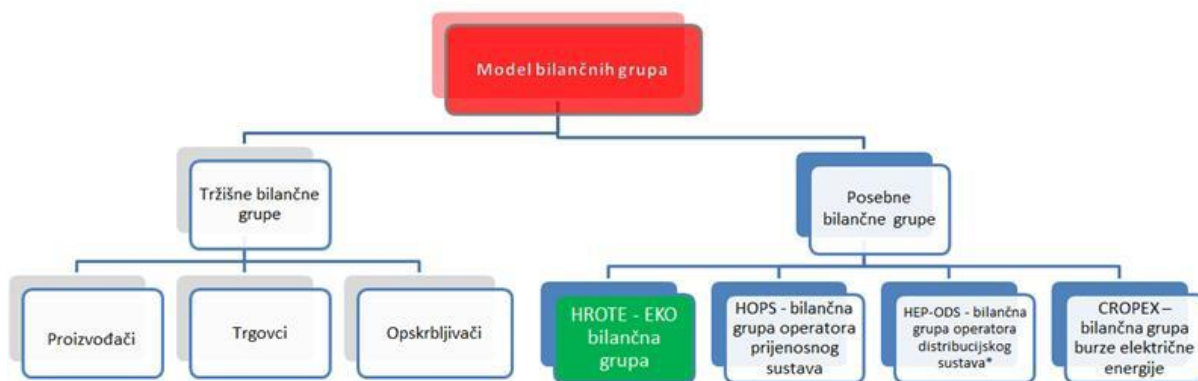 Model bilančnih grupa
Tržišne bilančne
grupe
Posebne
bilančne grupe
Proizvođači
Trgovci
Opskrbljivači
HROTE - EKO
bilančna
grupa
HOPS - bilančna
grupa operatora
prijenosnog
sustava
HEP-ODS - bilančna
grupa operatora
distribucijskog
sustava*
CROPEX –
bilančna grupa
burze električne
energije